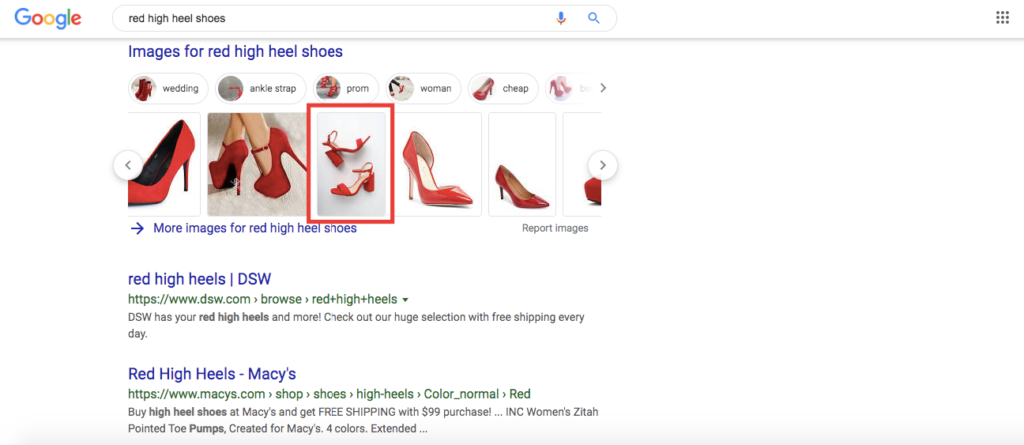 Google
red high heel shoes
Images for red high heel shoes
wedding
ankle strap
prom
woman
cheap
More images for red high heel shoes
Report images
red high heels | DSW
https://www.dsw.com › browse › red+high+heels
DSW has your red high heels and more! Check out our huge selection with free shipping every
day.
Red High Heels - Macy's
https://www.macys.com › shop › shoes › high-heels › Color_normal › Red
Buy high heel shoes at Macy's and get FREE SHIPPING with $99 purchase! ... INC Women's Zitah
Pointed Toe Pumps, Created for Macy's. 4 colors. Extended ...